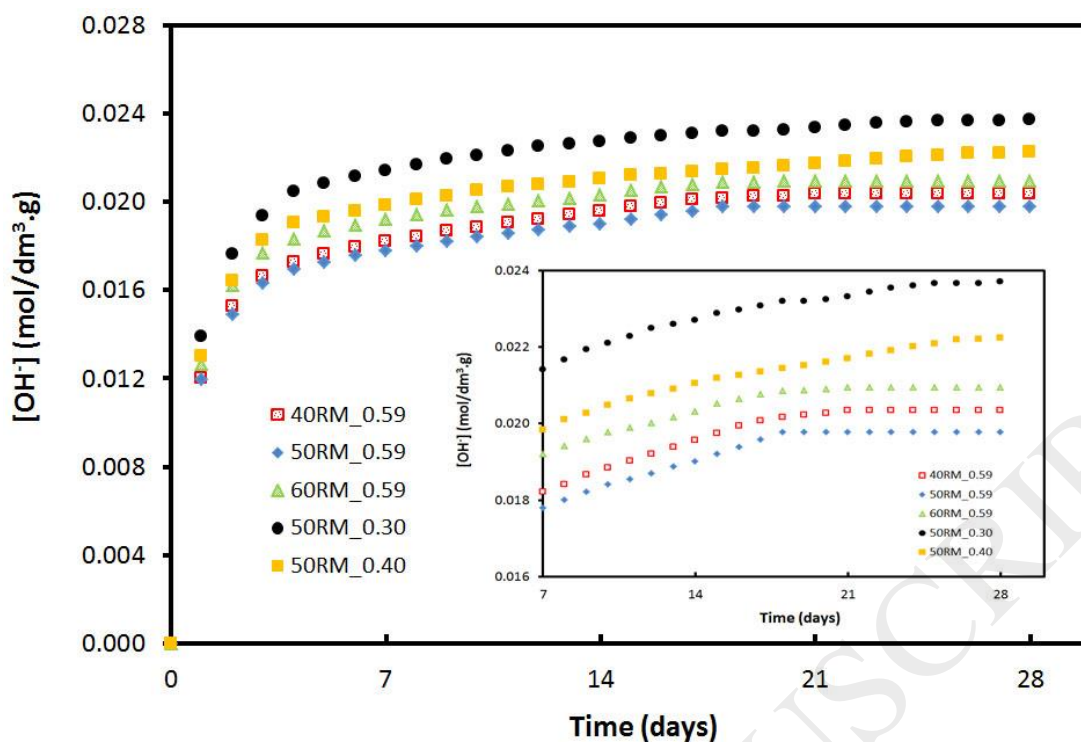 0.028
0.024
0.020
0.016
0.012
0.008
0.004
0.000
[OH⁻] (mol/dm³.g)
0 7 14 21 28
Time (days)
40RM_0.59
50RM_0.59
60RM_0.59
50RM_0.30
50RM_0.40
0.024
0.022
0.020
0.018
0.016
[OH⁻] (mol/dm³.g)
7 14 21 28
Time (days)
40RM_0.59
50RM_0.59
60RM_0.59
50RM_0.30
50RM_0.40